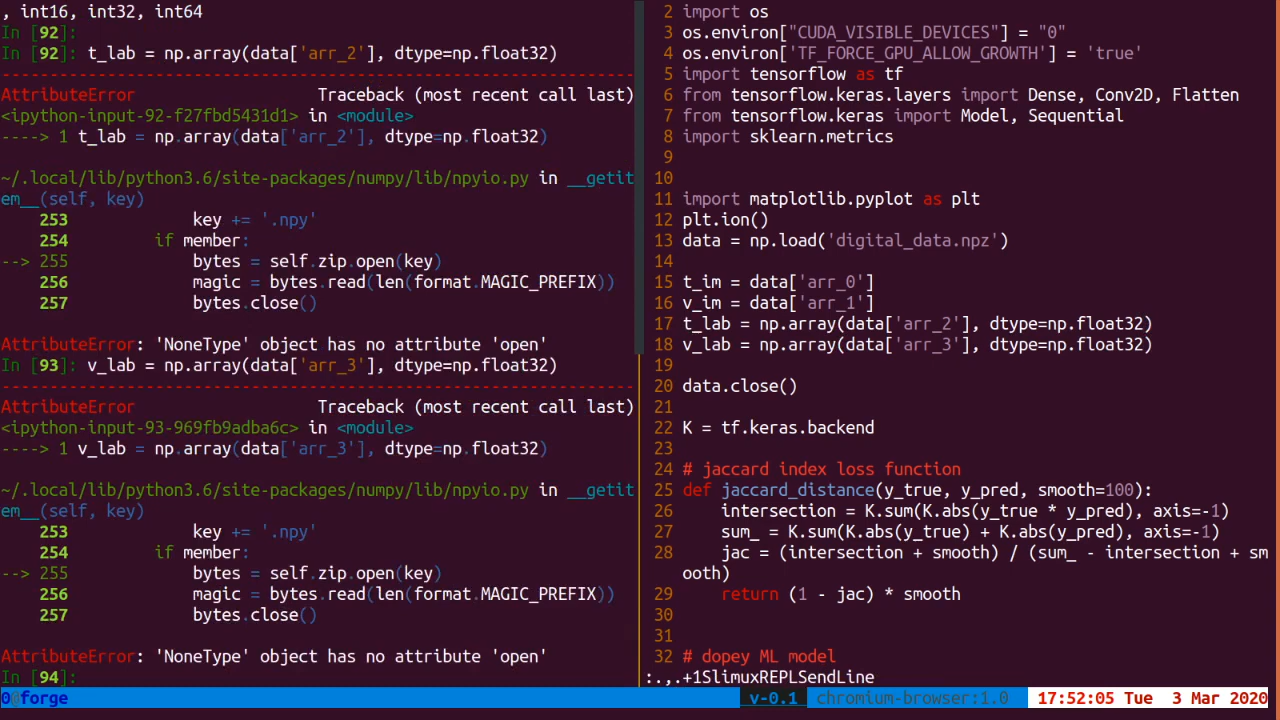 , int16, int32, int64
In [92]:
In [92]: t_lab = np.array(data['arr_2'], dtype=np.float32)
------------------------------------------------------------------
AttributeError                   Traceback (most recent call last)
<ipython-input-92-f27fbd5431d1> in <module>
----> 1 t_lab = np.array(data['arr_2'], dtype=np.float32)
~/.local/lib/python3.6/site-packages/numpy/lib/npyio.py in __getit
em__(self, key)
    253             key += '.npy'
    254         if member:
--> 255             bytes = self.zip.open(key)
    256             magic = bytes.read(len(format.MAGIC_PREFIX))
    257             bytes.close()
AttributeError: 'NoneType' object has no attribute 'open'
In [93]: v_lab = np.array(data['arr_3'], dtype=np.float32)
------------------------------------------------------------------
AttributeError                   Traceback (most recent call last)
<ipython-input-93-969fb9adba6c> in <module>
----> 1 v_lab = np.array(data['arr_3'], dtype=np.float32)
~/.local/lib/python3.6/site-packages/numpy/lib/npyio.py in __getit
em__(self, key)
    253             key += '.npy'
    254         if member:
--> 255             bytes = self.zip.open(key)
    256             magic = bytes.read(len(format.MAGIC_PREFIX))
    257             bytes.close()
AttributeError: 'NoneType' object has no attribute 'open'
In [94]:
2 import os
3 os.environ["CUDA_VISIBLE_DEVICES"] = "0"
4 os.environ['TF_FORCE_GPU_ALLOW_GROWTH'] = 'true'
5 import tensorflow as tf
6 from tensorflow.keras.layers import Dense, Conv2D, Flatten
7 from tensorflow.keras import Model, Sequential
8 import sklearn.metrics
9
10
11 import matplotlib.pyplot as plt
12 plt.ion()
13 data = np.load('digital_data.npz')
14
15 t_im = data['arr_0']
16 v_im = data['arr_1']
17 t_lab = np.array(data['arr_2'], dtype=np.float32)
18 v_lab = np.array(data['arr_3'], dtype=np.float32)
19
20 data.close()
21
22 K = tf.keras.backend
23
24 # jaccard index loss function
25 def jaccard_distance(y_true, y_pred, smooth=100):
26     intersection = K.sum(K.abs(y_true * y_pred), axis=-1)
27     sum_ = K.sum(K.abs(y_true) + K.abs(y_pred), axis=-1)
28     jac = (intersection + smooth) / (sum_ - intersection + sm
ooth)
29     return (1 - jac) * smooth
30
31
32 # dopey ML model
:.,.+1SlimuxREPLSendLine
0@forge v-0.1 chromium-browser:1.0 17:52:05 Tue  3 Mar 2020